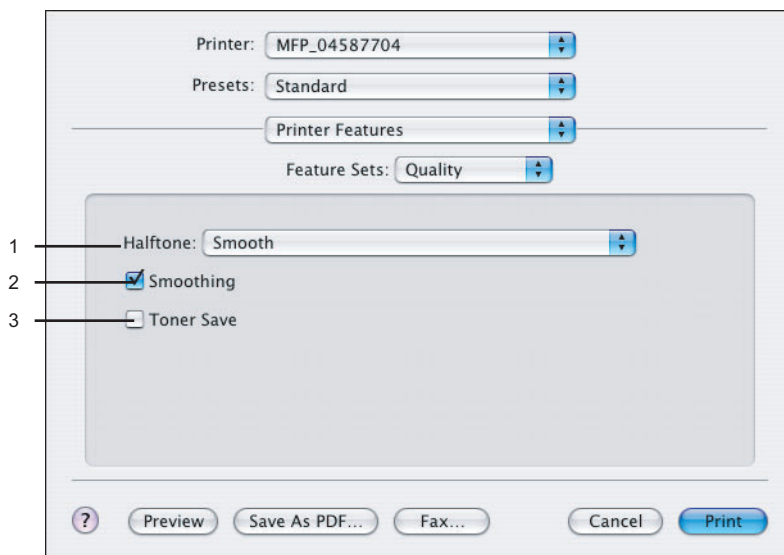 Printer: MFP_04587704
Presets: Standard
Printer Features
Feature Sets: Quality
1 Halftone: Smooth
2 Smoothing
3 Toner Save
? Preview Save As PDF... Fax... Cancel Print